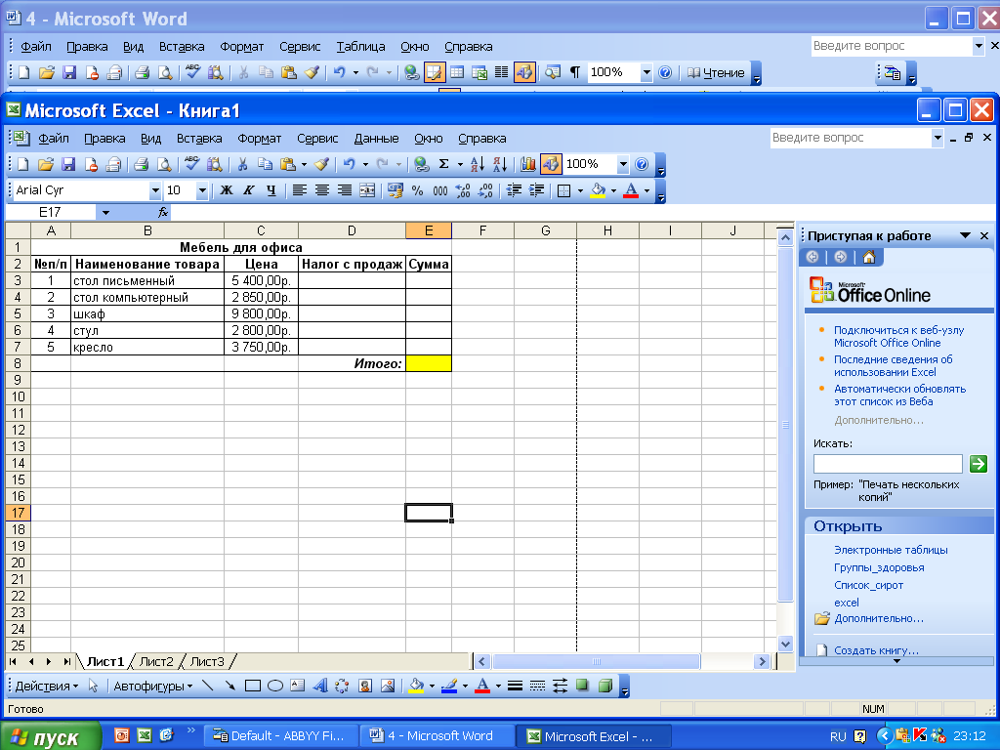 4 - Microsoft Word
Файл Правка Вид Вставка Формат Сервис Таблица Окно Справка Введите вопрос
100% Чтение
Microsoft Excel - Книга1
Файл Правка Вид Вставка Формат Сервис Данные Окно Справка Введите вопрос
Σ 100%
Arial Cyr 10 Ж К Ч % 000
E17 fx
A B C D E F G H I J
1 Мебель для офиса
2 №п/п Наименование товара Цена Налог с продаж Сумма
3 1 стол письменный 5 400,00р.
4 2 стол компьютерный 2 850,00р.
5 3 шкаф 9 800,00р.
6 4 стул 2 800,00р.
7 5 кресло 3 750,00р.
8 Итого:
9
10
11
12
13
14
15
16
17
18
19
20
21
22
23
24
25
Лист1 Лист2 Лист3
Приступая к работе
Microsoft
Office Online
Подключиться к веб-узлу
Microsoft Office Online
Последние сведения об
использовании Excel
Автоматически обновлять
этот список из Веба
Дополнительно...
Искать:
Пример: "Печать нескольких
копий"
Открыть
Электронные таблицы
Группы_здоровья
Список_сирот
excel
Дополнительно...
Создать книгу...
Действия Автофигуры
Готово NUM
пуск Default - ABBYY Fi... 4 - Microsoft Word Microsoft Excel - ... RU 23:12